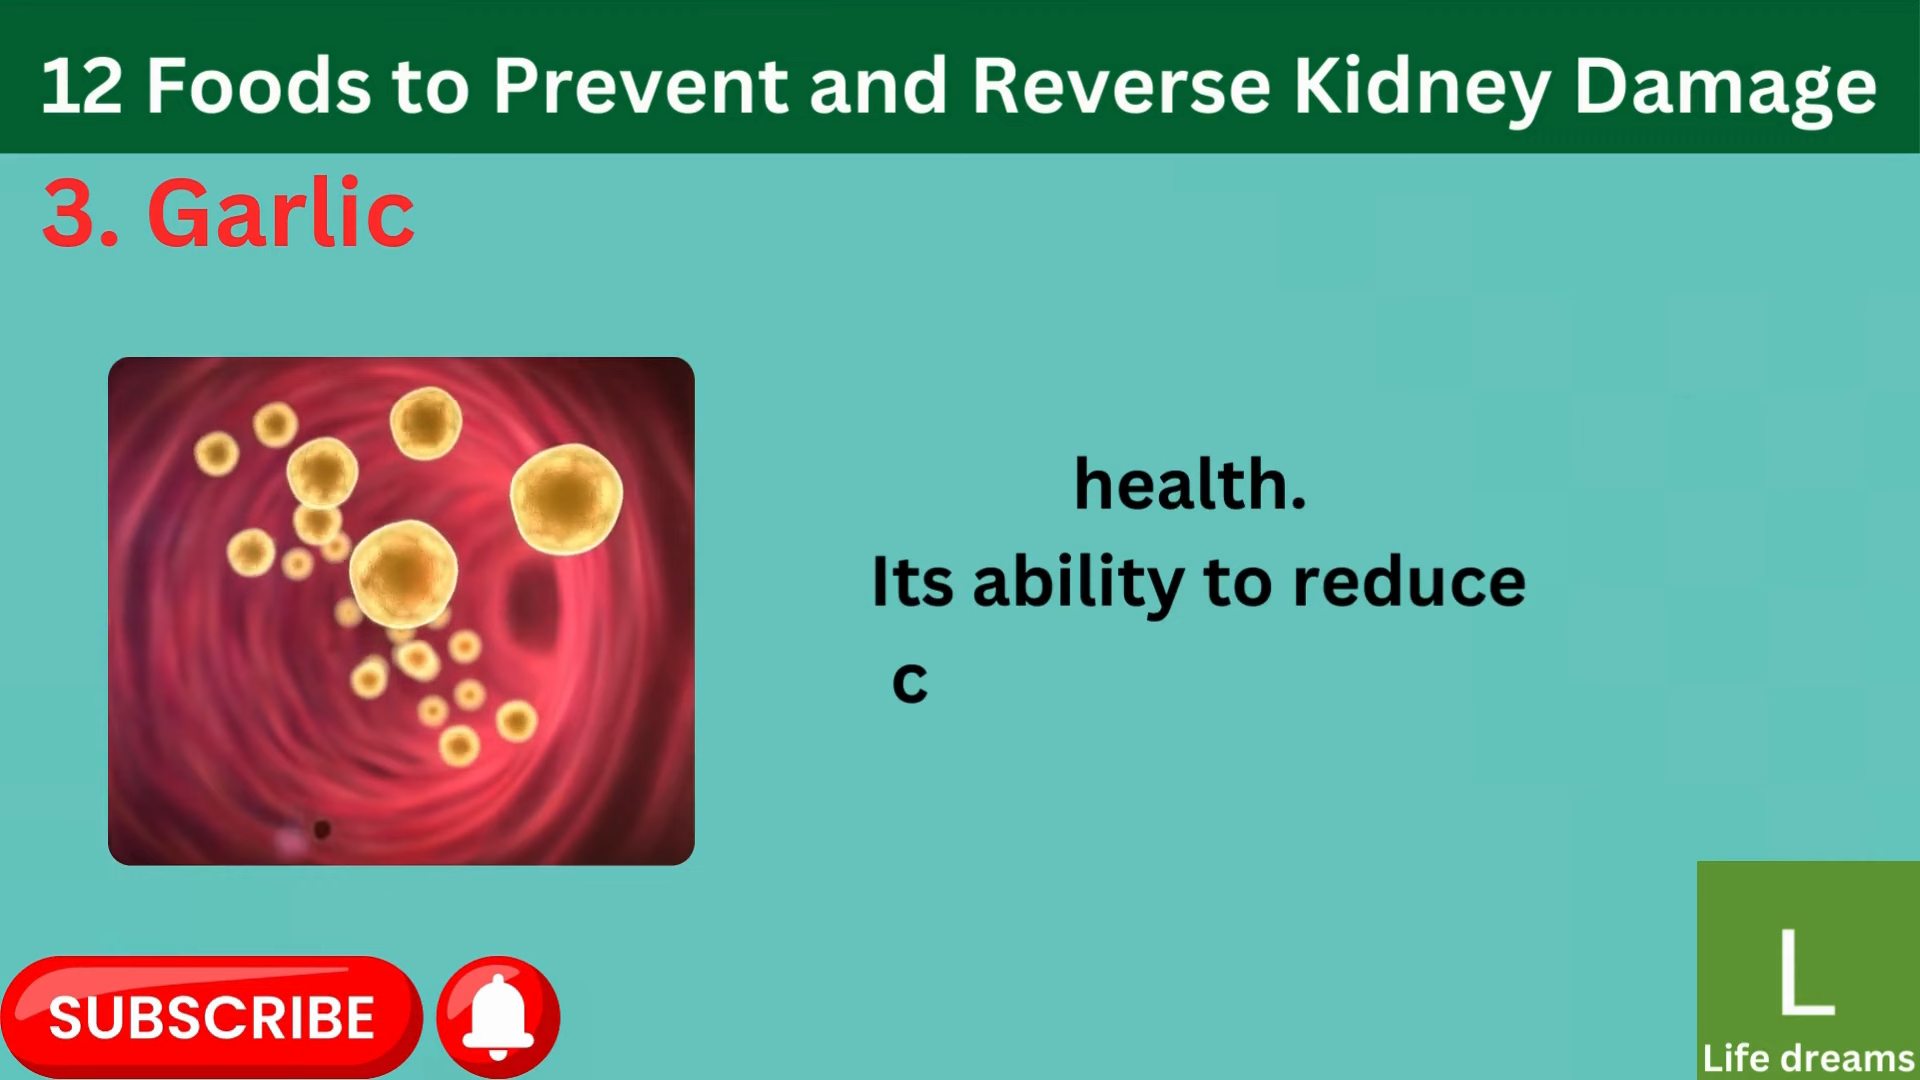 12 Foods to Prevent and Reverse Kidney Damage
3. Garlic
health.
Its ability to reduce
c
SUBSCRIBE
L
Life dreams